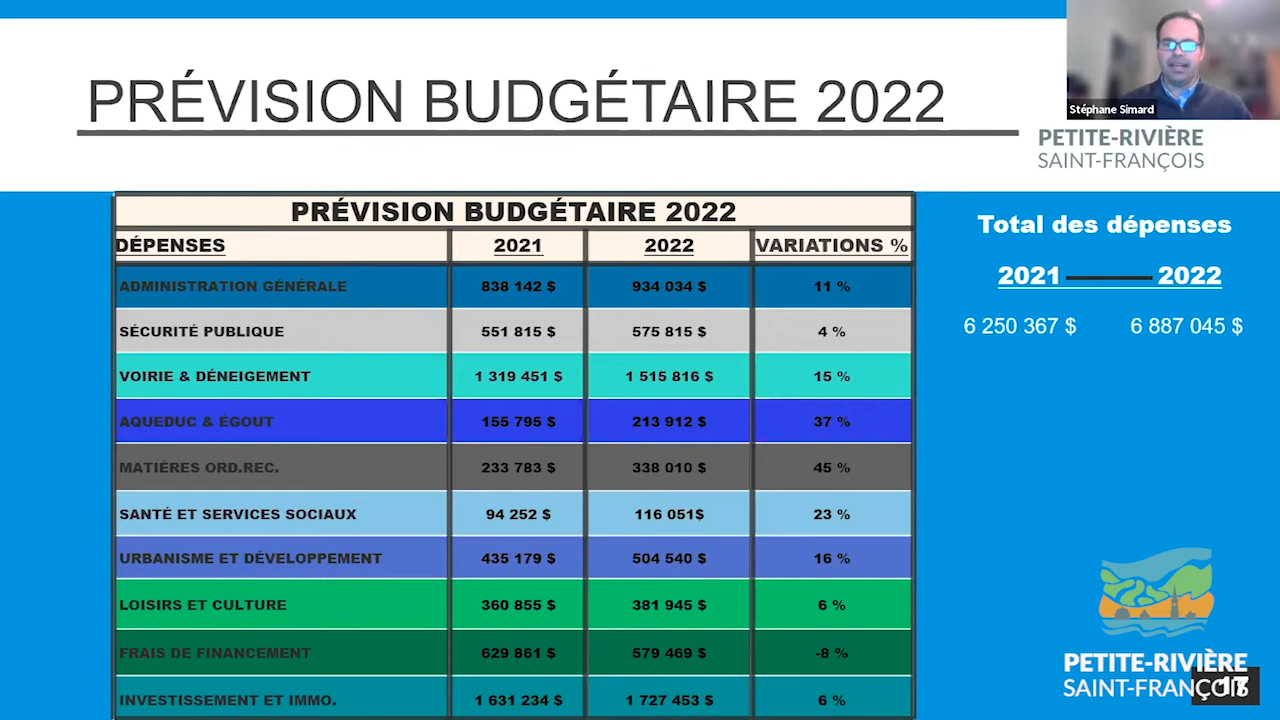 PRÉVISION BUDGÉTAIRE 2022
Stéphane Simard
PETITE-RIVIÈRE
SAINT-FRANÇOIS
PRÉVISION BUDGÉTAIRE 2022
DÉPENSES 2021 2022 VARIATIONS %
ADMINISTRATION GÉNÉRALE 838 142 $ 934 034 $ 11 %
SÉCURITÉ PUBLIQUE 551 815 $ 575 815 $ 4 %
VOIRIE & DÉNEIGEMENT 1 319 451 $ 1 515 816 $ 15 %
AQUEDUC & ÉGOUT 155 795 $ 213 912 $ 37 %
MATIÈRES ORD.REC. 233 783 $ 338 010 $ 45 %
SANTÉ ET SERVICES SOCIAUX 94 252 $ 116 051$ 23 %
URBANISME ET DÉVELOPPEMENT 435 179 $ 504 540 $ 16 %
LOISIRS ET CULTURE 360 855 $ 381 945 $ 6 %
FRAIS DE FINANCEMENT 629 861 $ 579 469 $ -8 %
INVESTISSEMENT ET IMMO. 1 631 234 $ 1 727 453 $ 6 %
Total des dépenses
2021 2022
6 250 367 $ 6 887 045 $
PETITE-RIVIÈRE
SAINT-FRANÇOIS
17